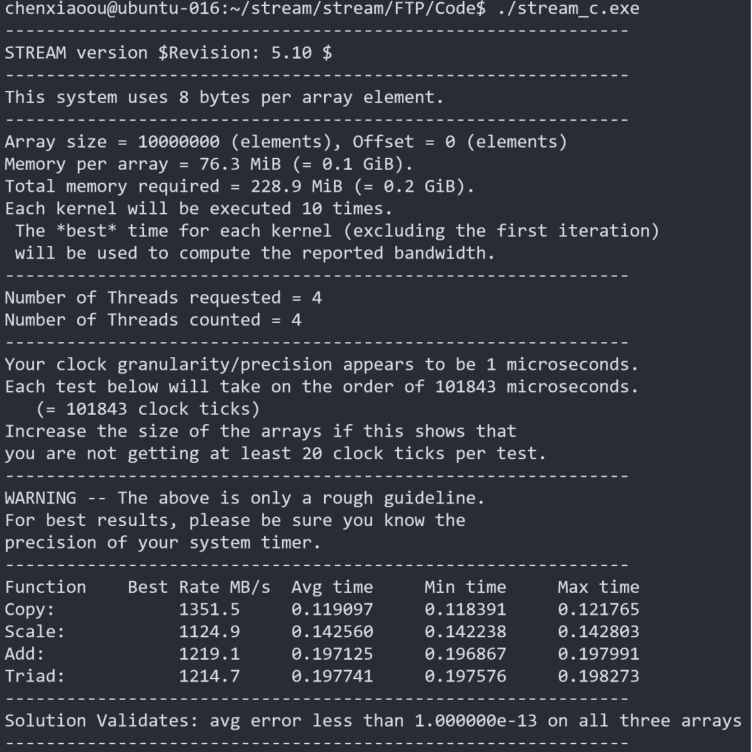 chenxiaoou@ubuntu-016:~/stream/stream/FTP/Code$ ./stream_c.exe
-------------------------------------------------------------
STREAM version $Revision: 5.10 $
-------------------------------------------------------------
This system uses 8 bytes per array element.
-------------------------------------------------------------
Array size = 10000000 (elements), Offset = 0 (elements)
Memory per array = 76.3 MiB (= 0.1 GiB).
Total memory required = 228.9 MiB (= 0.2 GiB).
Each kernel will be executed 10 times.
 The *best* time for each kernel (excluding the first iteration)
 will be used to compute the reported bandwidth.
-------------------------------------------------------------
Number of Threads requested = 4
Number of Threads counted = 4
-------------------------------------------------------------
Your clock granularity/precision appears to be 1 microseconds.
Each test below will take on the order of 101843 microseconds.
   (= 101843 clock ticks)
Increase the size of the arrays if this shows that
you are not getting at least 20 clock ticks per test.
-------------------------------------------------------------
WARNING -- The above is only a rough guideline.
For best results, please be sure you know the
precision of your system timer.
-------------------------------------------------------------
Function    Best Rate MB/s  Avg time     Min time     Max time
Copy:            1351.5     0.119097     0.118391     0.121765
Scale:           1124.9     0.142560     0.142238     0.142803
Add:             1219.1     0.197125     0.196867     0.197991
Triad:           1214.7     0.197741     0.197576     0.198273
-------------------------------------------------------------
Solution Validates: avg error less than 1.000000e-13 on all three arrays
-------------------------------------------------------------